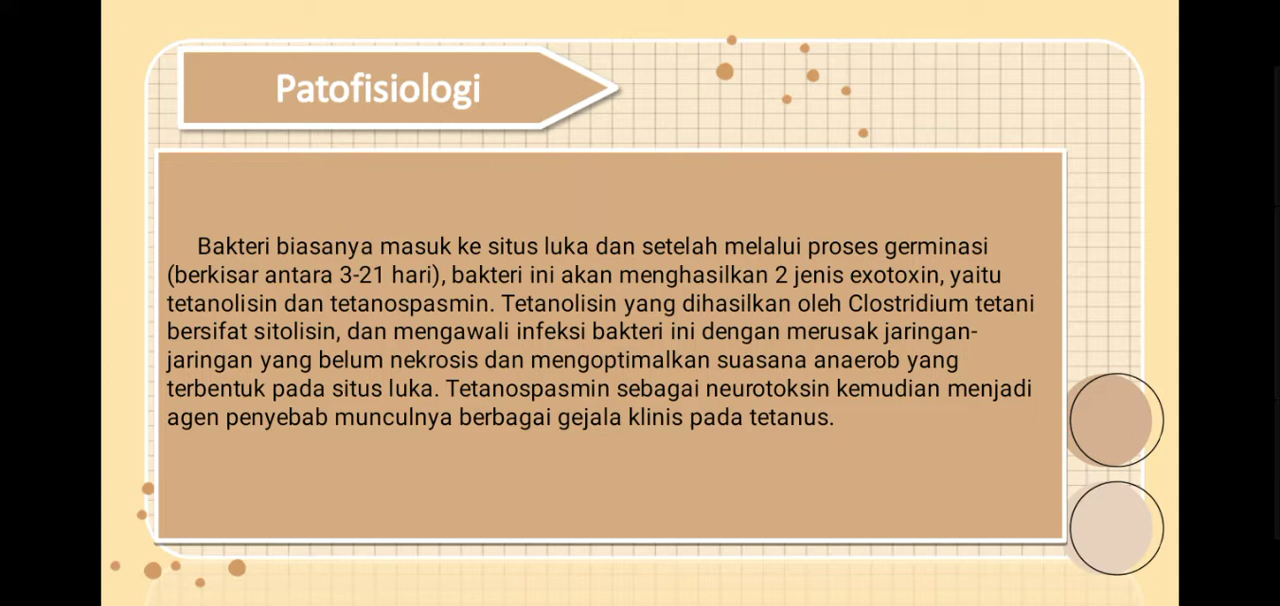 Patofisiologi
Bakteri biasanya masuk ke situs luka dan setelah melalui proses germinasi
(berkisar antara 3-21 hari), bakteri ini akan menghasilkan 2 jenis exotoxin, yaitu
tetanolisin dan tetanospasmin. Tetanolisin yang dihasilkan oleh Clostridium tetani
bersifat sitolisin, dan mengawali infeksi bakteri ini dengan merusak jaringan-
jaringan yang belum nekrosis dan mengoptimalkan suasana anaerob yang
terbentuk pada situs luka. Tetanospasmin sebagai neurotoksin kemudian menjadi
agen penyebab munculnya berbagai gejala klinis pada tetanus.